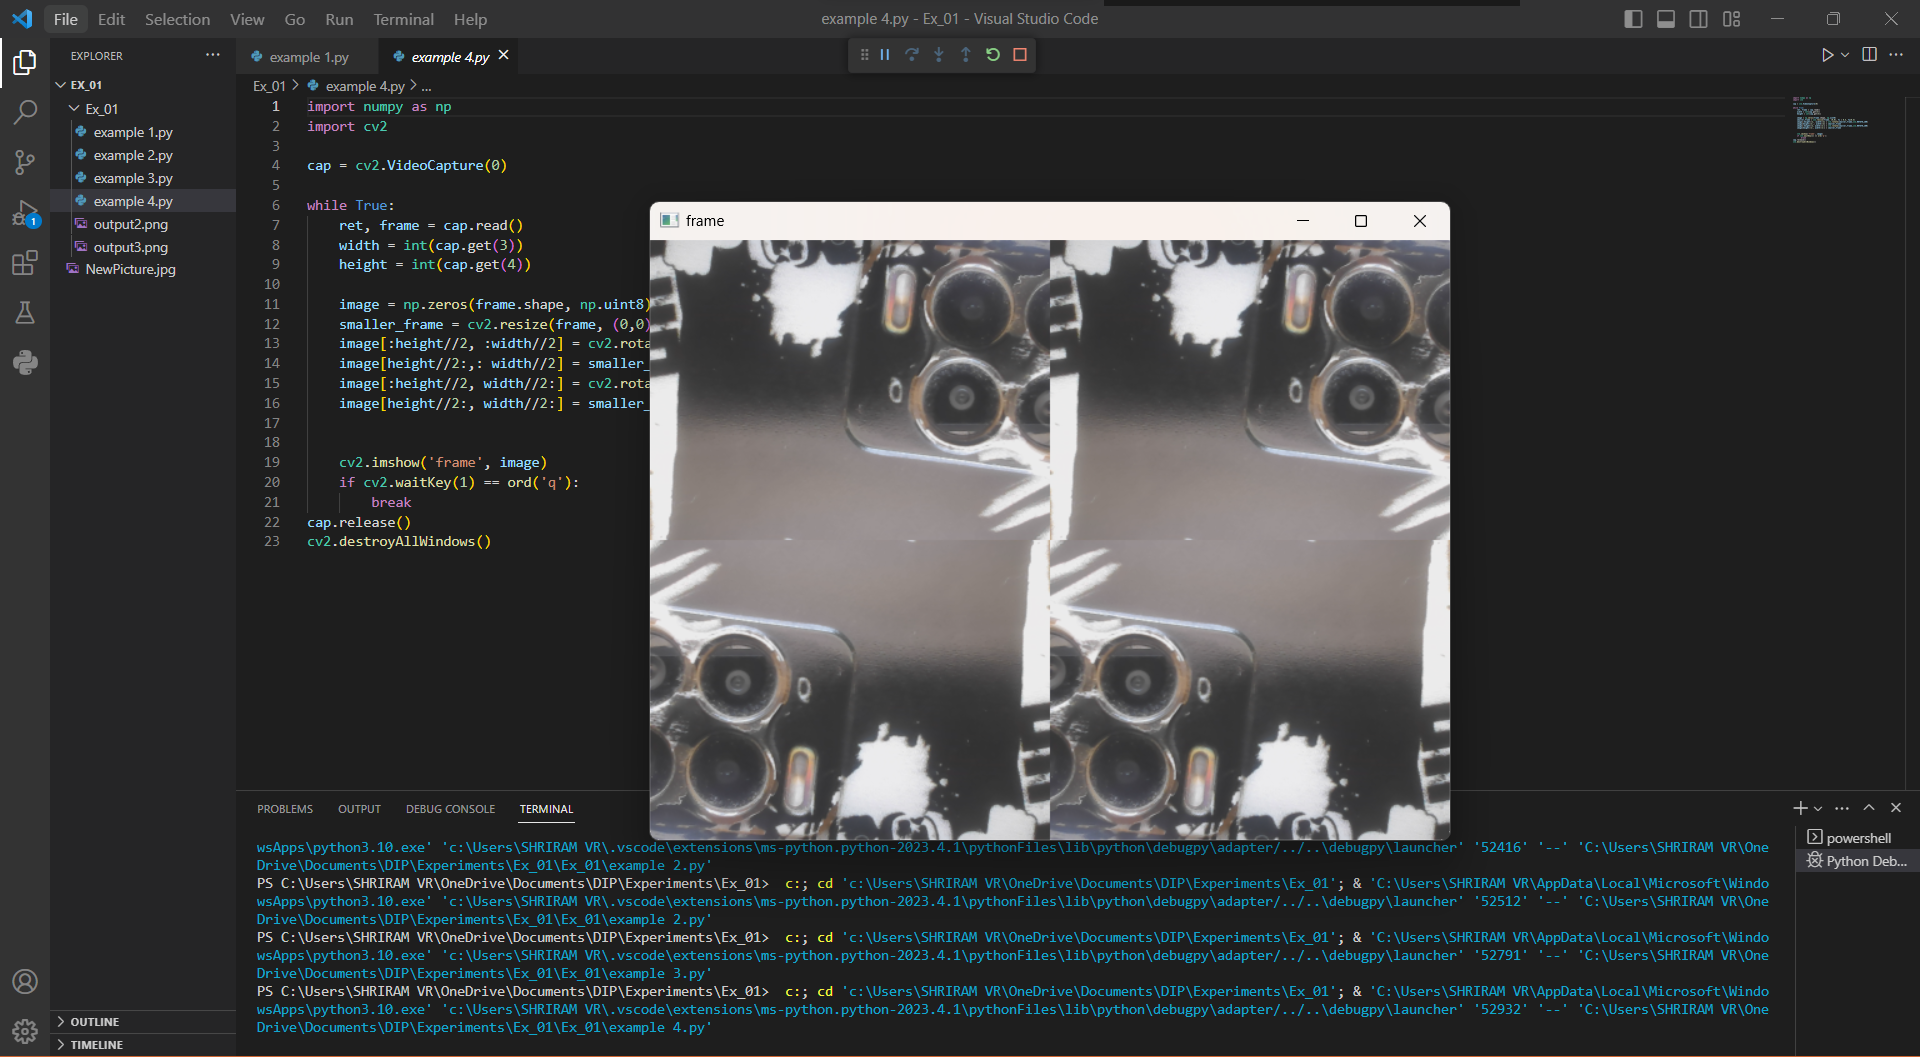 File Edit Selection View Go Run Terminal Help
example 4.py - Ex_01 - Visual Studio Code
EXPLORER
EX_01
Ex_01
example 1.py
example 2.py
example 3.py
example 4.py
output2.png
output3.png
NewPicture.jpg
1
OUTLINE
TIMELINE
example 1.py
example 4.py
Ex_01 > example 4.py > ...
1 import numpy as np
2 import cv2
3
4 cap = cv2.VideoCapture(0)
5
6 while True:
7 ret, frame = cap.read()
8 width = int(cap.get(3))
9 height = int(cap.get(4))
10
11 image = np.zeros(frame.shape, np.uint8)
12 smaller_frame = cv2.resize(frame, (0,0)
13 image[:height//2, :width//2] = cv2.rota
14 image[height//2:,: width//2] = smaller_
15 image[:height//2, width//2:] = cv2.rota
16 image[height//2:, width//2:] = smaller_
17
18
19 cv2.imshow('frame', image)
20 if cv2.waitKey(1) == ord('q'):
21 break
22 cap.release()
23 cv2.destroyAllWindows()
frame
PROBLEMS OUTPUT DEBUG CONSOLE TERMINAL
wsApps\python3.10.exe' 'c:\Users\SHRIRAM VR\.vscode\extensions\ms-python.python-2023.4.1\pythonFiles\lib\python\debugpy\adapter/../..\debugpy\launcher' '52416' '--' 'C:\Users\SHRIRAM VR\One
Drive\Documents\DIP\Experiments\Ex_01\Ex_01\example 2.py'
PS C:\Users\SHRIRAM VR\OneDrive\Documents\DIP\Experiments\Ex_01> c:; cd 'c:\Users\SHRIRAM VR\OneDrive\Documents\DIP\Experiments\Ex_01'; & 'C:\Users\SHRIRAM VR\AppData\Local\Microsoft\Windo
wsApps\python3.10.exe' 'c:\Users\SHRIRAM VR\.vscode\extensions\ms-python.python-2023.4.1\pythonFiles\lib\python\debugpy\adapter/../..\debugpy\launcher' '52512' '--' 'C:\Users\SHRIRAM VR\One
Drive\Documents\DIP\Experiments\Ex_01\Ex_01\example 2.py'
PS C:\Users\SHRIRAM VR\OneDrive\Documents\DIP\Experiments\Ex_01> c:; cd 'c:\Users\SHRIRAM VR\OneDrive\Documents\DIP\Experiments\Ex_01'; & 'C:\Users\SHRIRAM VR\AppData\Local\Microsoft\Windo
wsApps\python3.10.exe' 'c:\Users\SHRIRAM VR\.vscode\extensions\ms-python.python-2023.4.1\pythonFiles\lib\python\debugpy\adapter/../..\debugpy\launcher' '52791' '--' 'C:\Users\SHRIRAM VR\One
Drive\Documents\DIP\Experiments\Ex_01\Ex_01\example 3.py'
PS C:\Users\SHRIRAM VR\OneDrive\Documents\DIP\Experiments\Ex_01> c:; cd 'c:\Users\SHRIRAM VR\OneDrive\Documents\DIP\Experiments\Ex_01'; & 'C:\Users\SHRIRAM VR\AppData\Local\Microsoft\Windo
wsApps\python3.10.exe' 'c:\Users\SHRIRAM VR\.vscode\extensions\ms-python.python-2023.4.1\pythonFiles\lib\python\debugpy\adapter/../..\debugpy\launcher' '52932' '--' 'C:\Users\SHRIRAM VR\One
Drive\Documents\DIP\Experiments\Ex_01\Ex_01\example 4.py'
powershell
Python Deb...